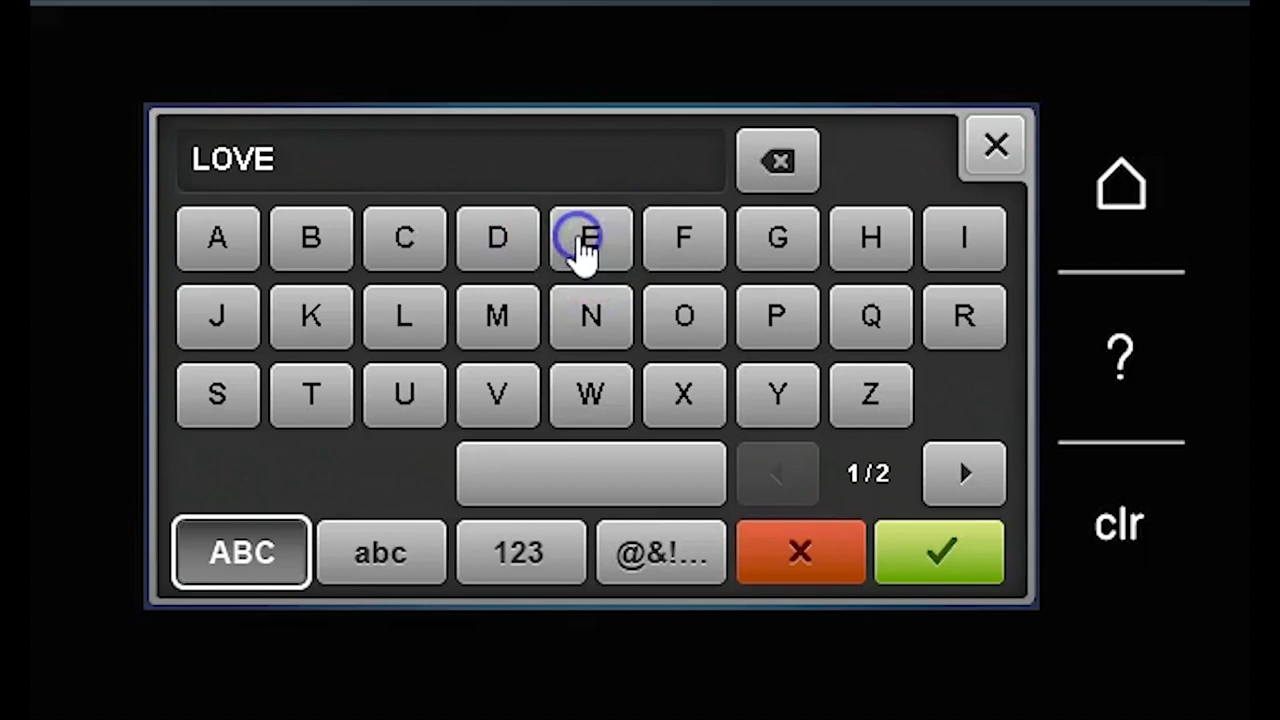 LOVE
A B C D E F G H I
J K L M N O P Q R
S T U V W X Y Z
1/2
ABC abc 123 @&!...
?
clr